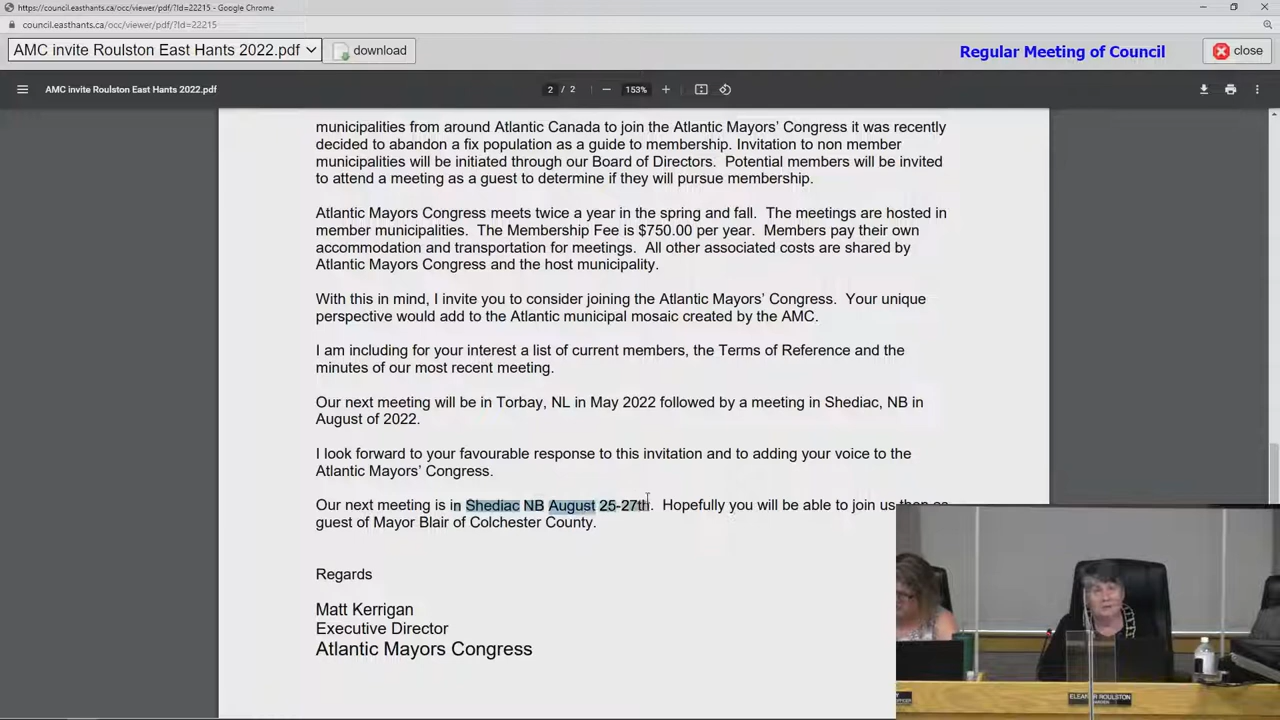 https://council.easthants.ca/occ/viewer/pdf/?Id=22215 - Google Chrome
council.easthants.ca/occ/viewer/pdf/?Id=22215
AMC invite Roulston East Hants 2022.pdf
download
Regular Meeting of Council
close
AMC invite Roulston East Hants 2022.pdf
2 / 2
153%
municipalities from around Atlantic Canada to join the Atlantic Mayors' Congress it was recently
decided to abandon a fix population as a guide to membership. Invitation to non member
municipalities will be initiated through our Board of Directors. Potential members will be invited
to attend a meeting as a guest to determine if they will pursue membership.
Atlantic Mayors Congress meets twice a year in the spring and fall. The meetings are hosted in
member municipalities. The Membership Fee is $750.00 per year. Members pay their own
accommodation and transportation for meetings. All other associated costs are shared by
Atlantic Mayors Congress and the host municipality.
With this in mind, I invite you to consider joining the Atlantic Mayors' Congress. Your unique
perspective would add to the Atlantic municipal mosaic created by the AMC.
I am including for your interest a list of current members, the Terms of Reference and the
minutes of our most recent meeting.
Our next meeting will be in Torbay, NL in May 2022 followed by a meeting in Shediac, NB in
August of 2022.
I look forward to your favourable response to this invitation and to adding your voice to the
Atlantic Mayors' Congress.
Our next meeting is in Shediac NB August 25-27th. Hopefully you will be able to join us
guest of Mayor Blair of Colchester County.
Regards
Matt Kerrigan
Executive Director
Atlantic Mayors Congress
ELEANOR ROULSTON